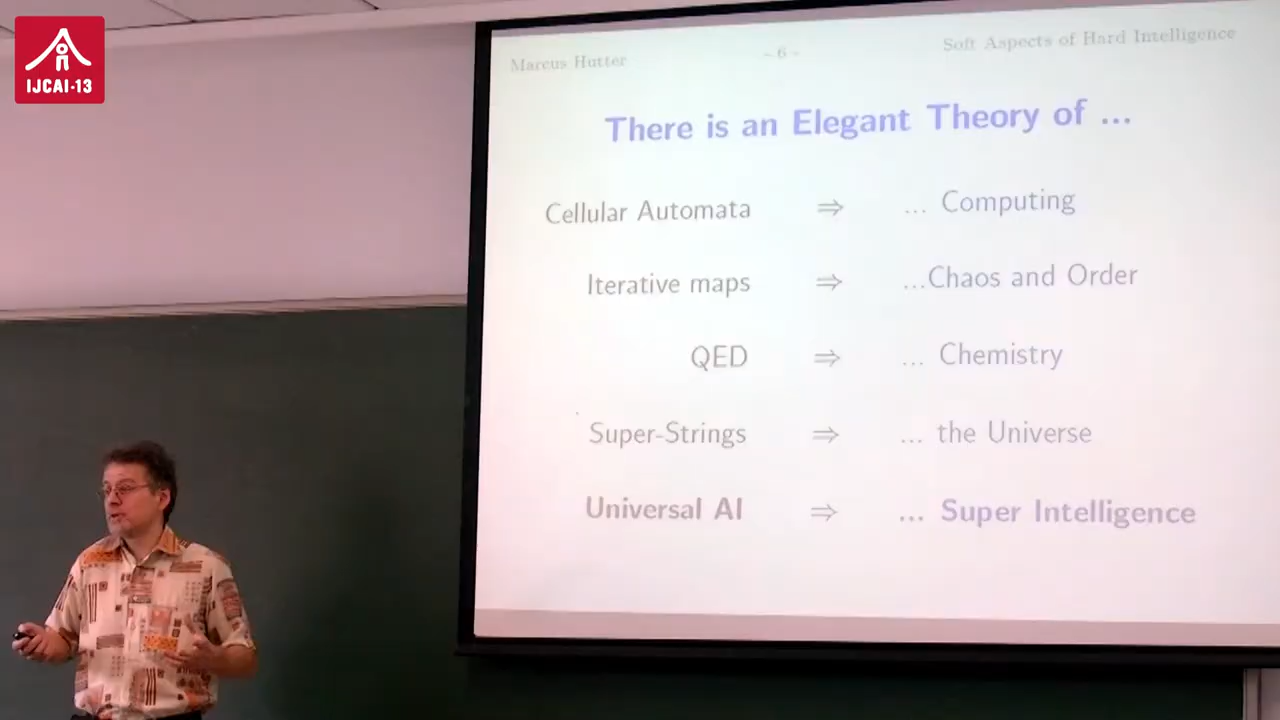 IJCAI-13
Marcus Hutter - 6 - Soft Aspects of Hard Intelligence
There is an Elegant Theory of ...
Cellular Automata ⇒ ... Computing
Iterative maps ⇒ ...Chaos and Order
QED ⇒ ... Chemistry
Super-Strings ⇒ ... the Universe
Universal AI ⇒ ... Super Intelligence